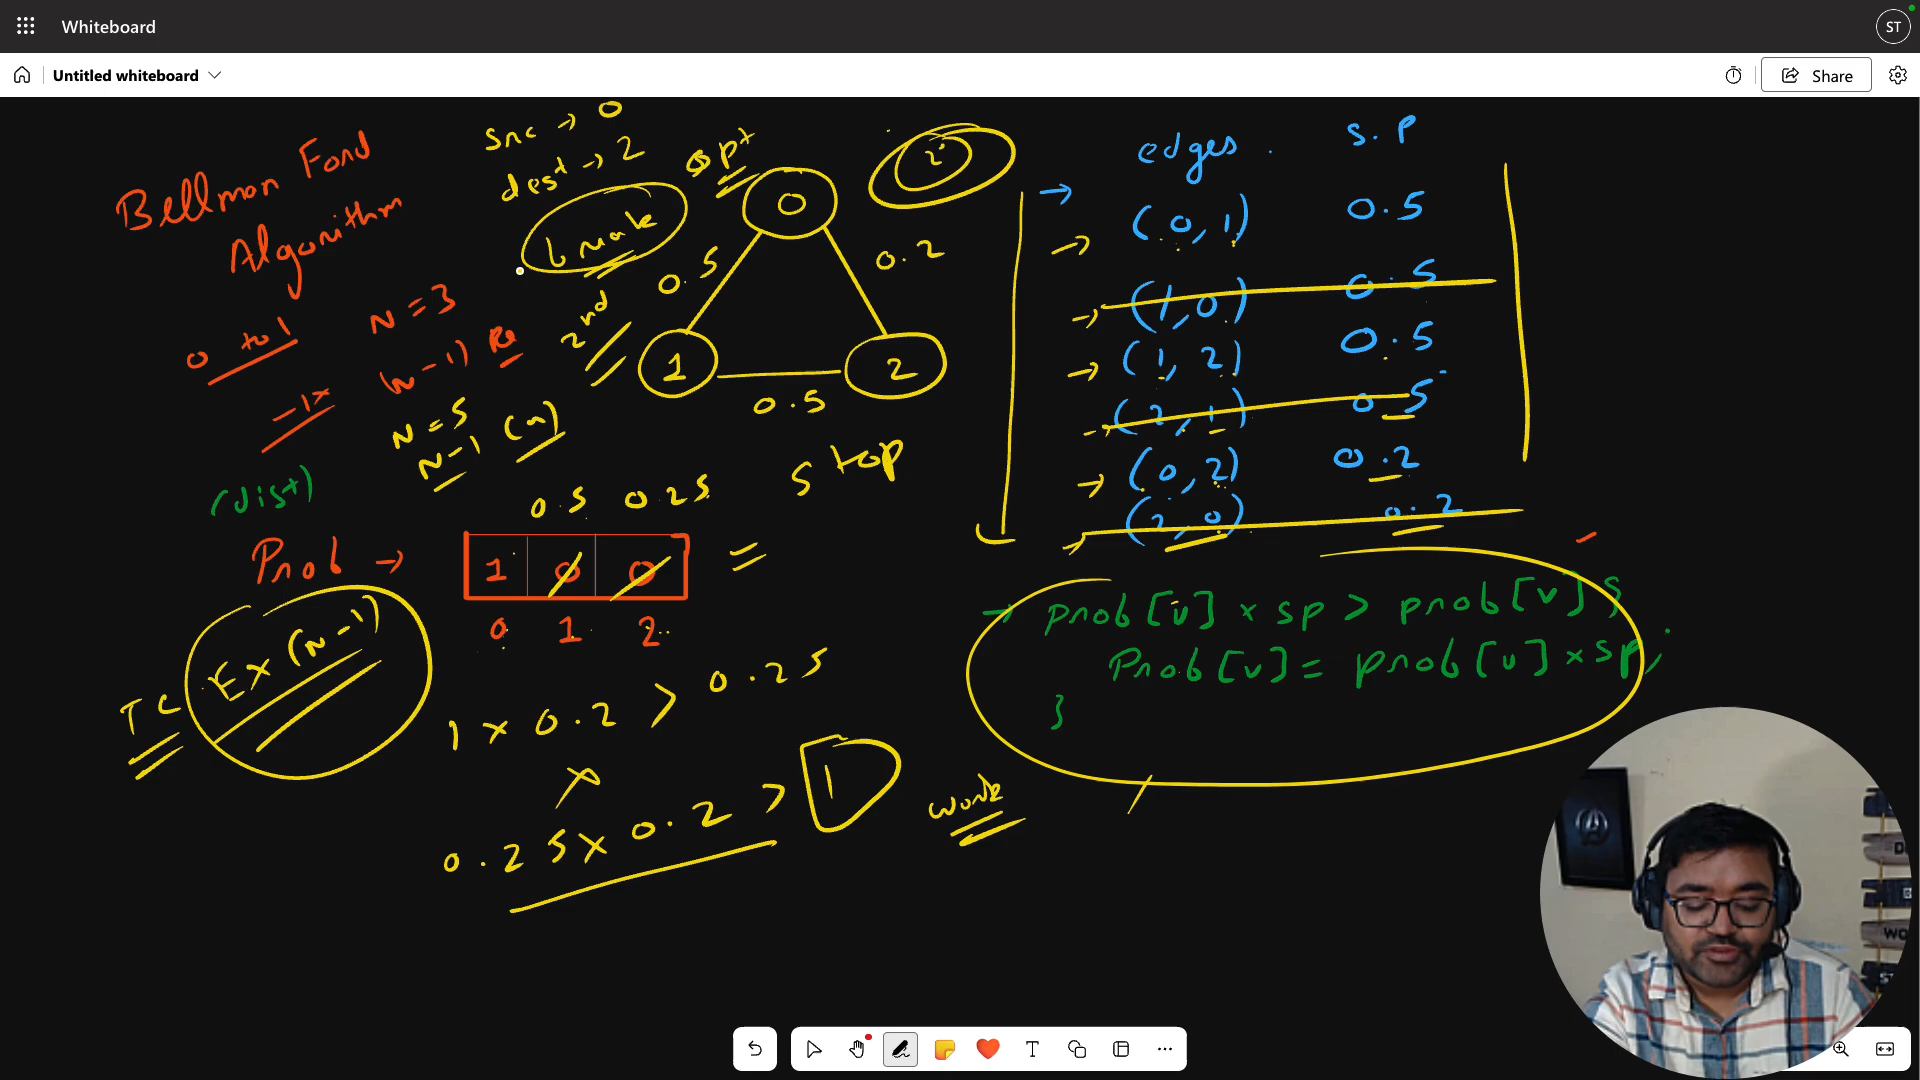 Whiteboard
ST
Untitled whiteboard
Share
Bellman Ford
Algorithm
0 to 1
-1x
N = 3
(N-1) Re
N = 5
N-1 (n)
src → 0
dest → 2
break
opt
2nd
0
1
2
0.5
0.2
0.5
2
edges
s.p
(0, 1) 0.5
(1, 0) 0.5
(1, 2) 0.5
(2, 1) 0.5
(0, 2) 0.2
(2, 0) 0.2
(dist)
0.5 0.25 stop
Prob → 1 0 0 =
0 1 2
TC
E x (N-1)
1 x 0.2 > 0.25
x
0.25 x 0.2 > 1
work
→ prob[u] x sp > prob[v] {
Prob[v] = prob[u] x sp;
}
T